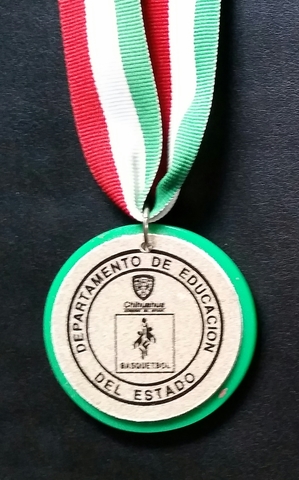 DEPARTAMENTO DE EDUCACION
Chihuahua
BASQUETBOL
DEL ESTADO